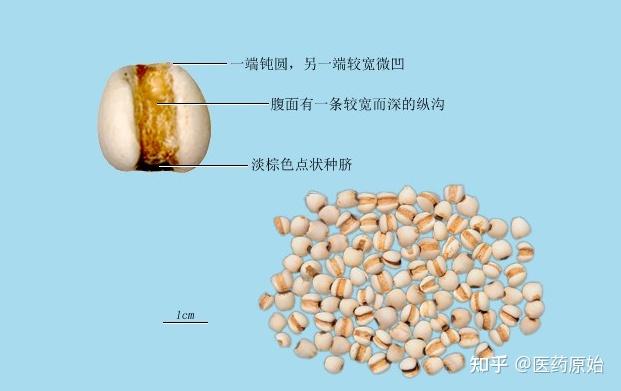 一端钝圆，另一端较宽微凹
腹面有一条较宽而深的纵沟
淡棕色点状种脐
1cm
知乎 @医药原始